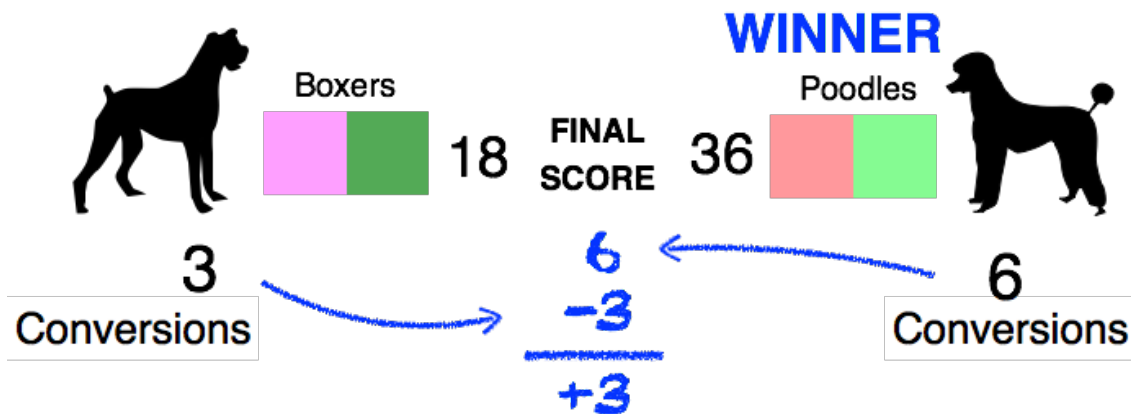 WINNER
Boxers
Poodles
18
FINAL
SCORE
36
3
Conversions
6
-3
+3
6
Conversions